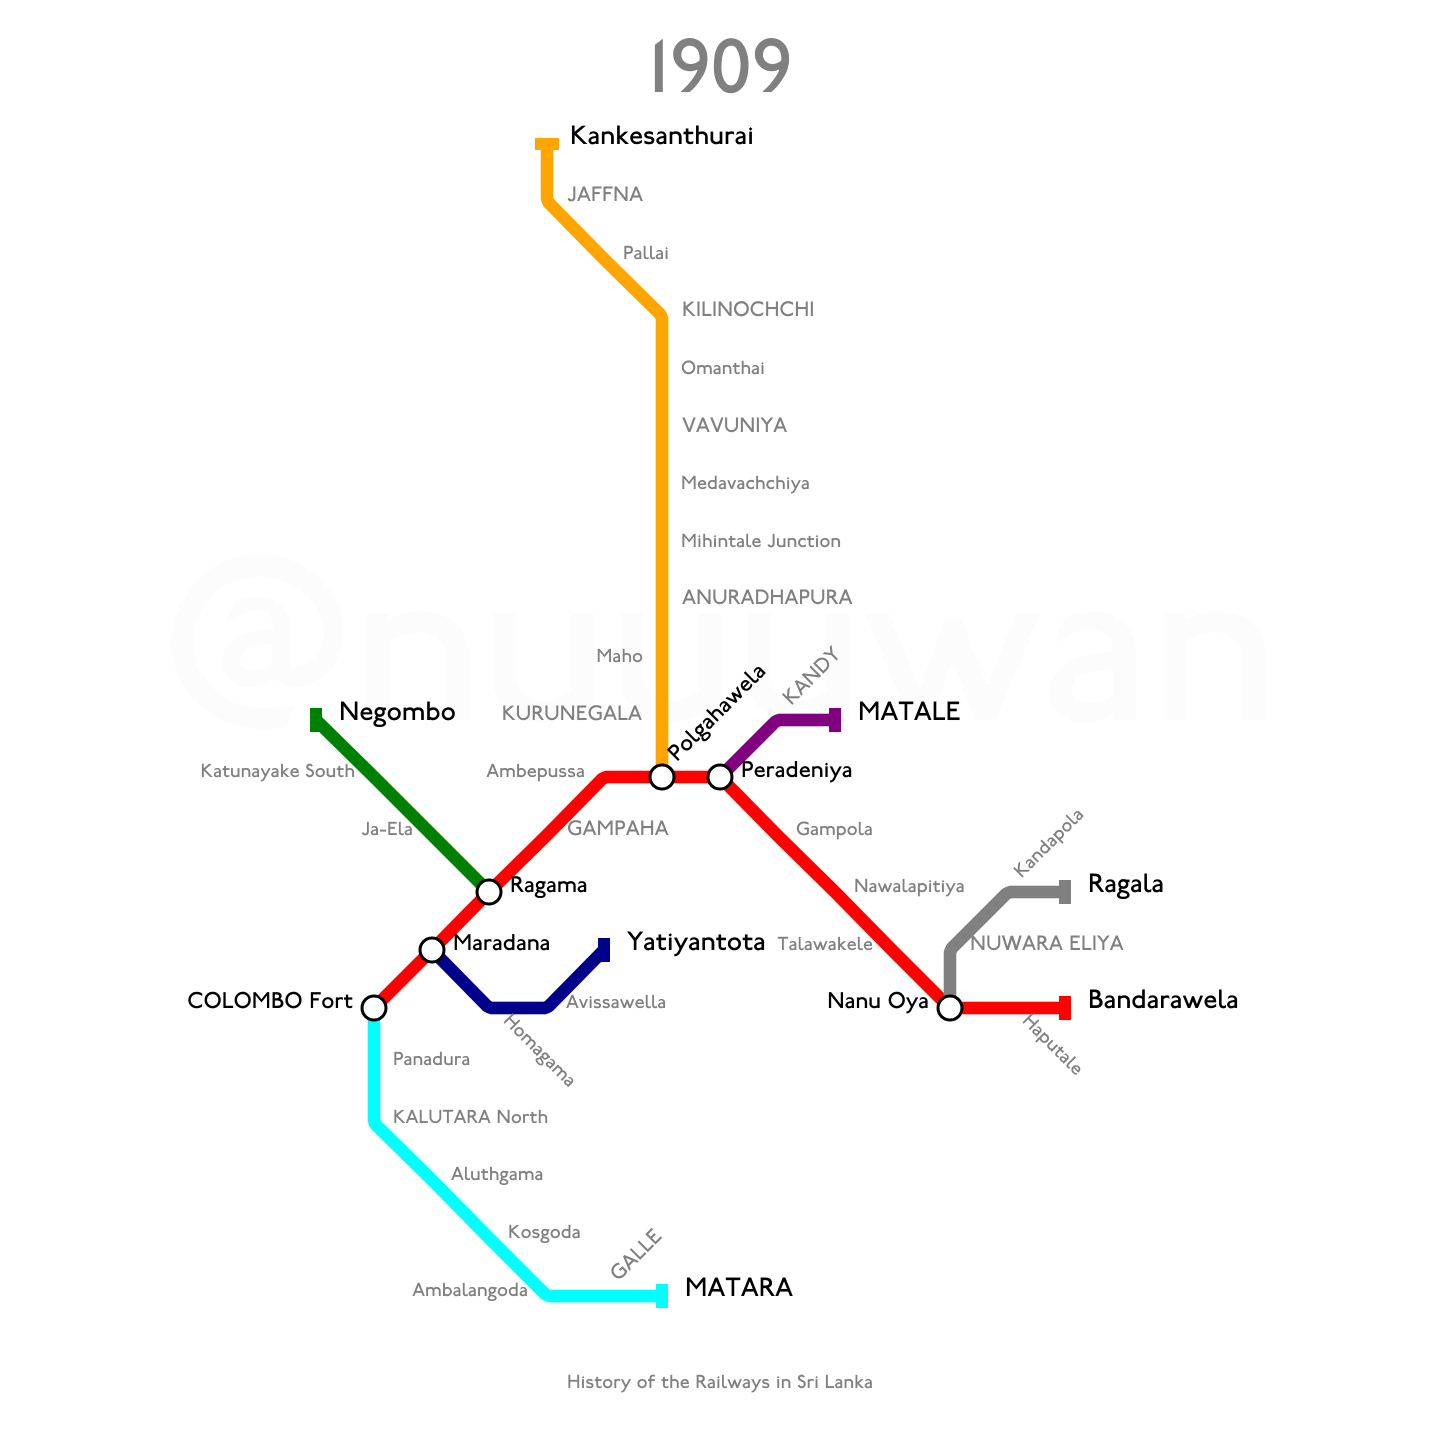 1909
Kankesanthurai
JAFFNA
Pallai
KILINOCHCHI
Omanthai
VAVUNIYA
Medavachchiya
Mihintale Junction
ANURADHAPURA
@nuuuwan
Maho
KANDY
Polgahawela
Negombo
KURUNEGALA
MATALE
Katunayake South
Ambepussa
Peradeniya
Ja-Ela
GAMPAHA
Gampola
Kandapola
Ragama
Nawalapitiya
Ragala
Maradana
Yatiyantota
Talawakele
NUWARA ELIYA
COLOMBO Fort
Avissawella
Nanu Oya
Bandarawela
Homagama
Haputale
Panadura
KALUTARA North
Aluthgama
Kosgoda
GALLE
Ambalangoda
MATARA
History of the Railways in Sri Lanka